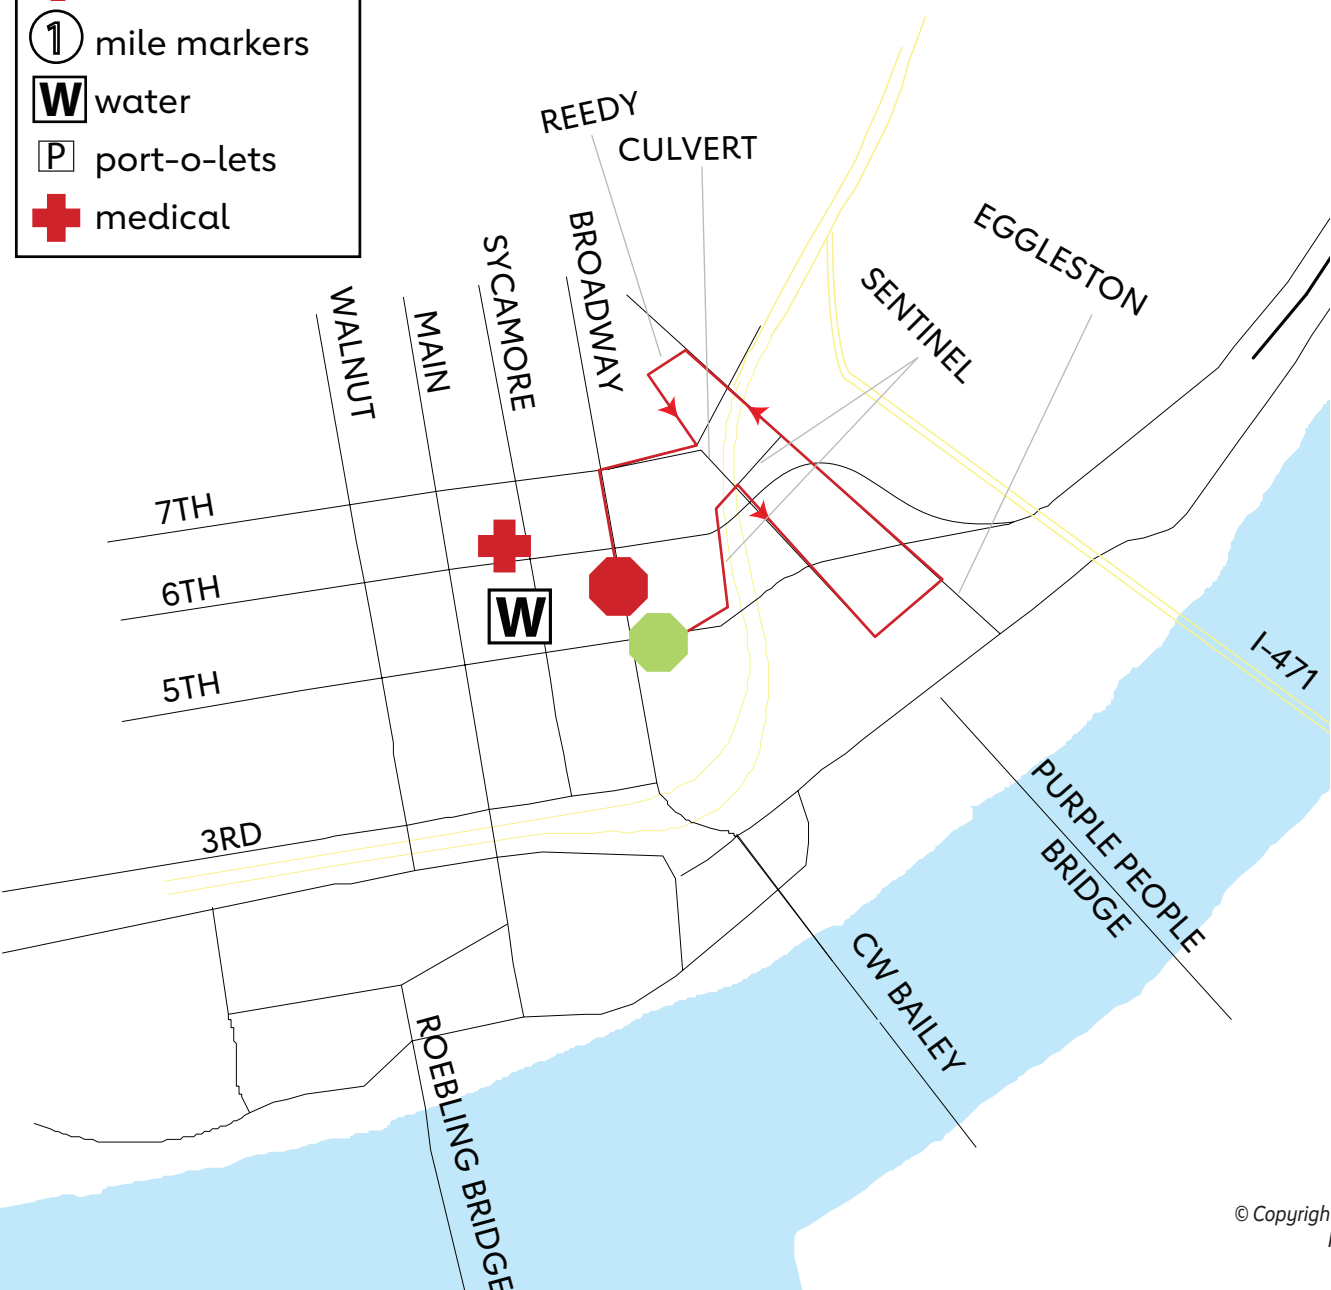 1 mile markers
W water
P port-o-lets
medical
REEDY
CULVERT
EGGLESTON
SENTINEL
BROADWAY
SYCAMORE
WALNUT
MAIN
7TH
6TH
W
5TH
I-471
3RD
PURPLE PEOPLE
BRIDGE
CW BAILEY
ROEBLING BRIDGE
©